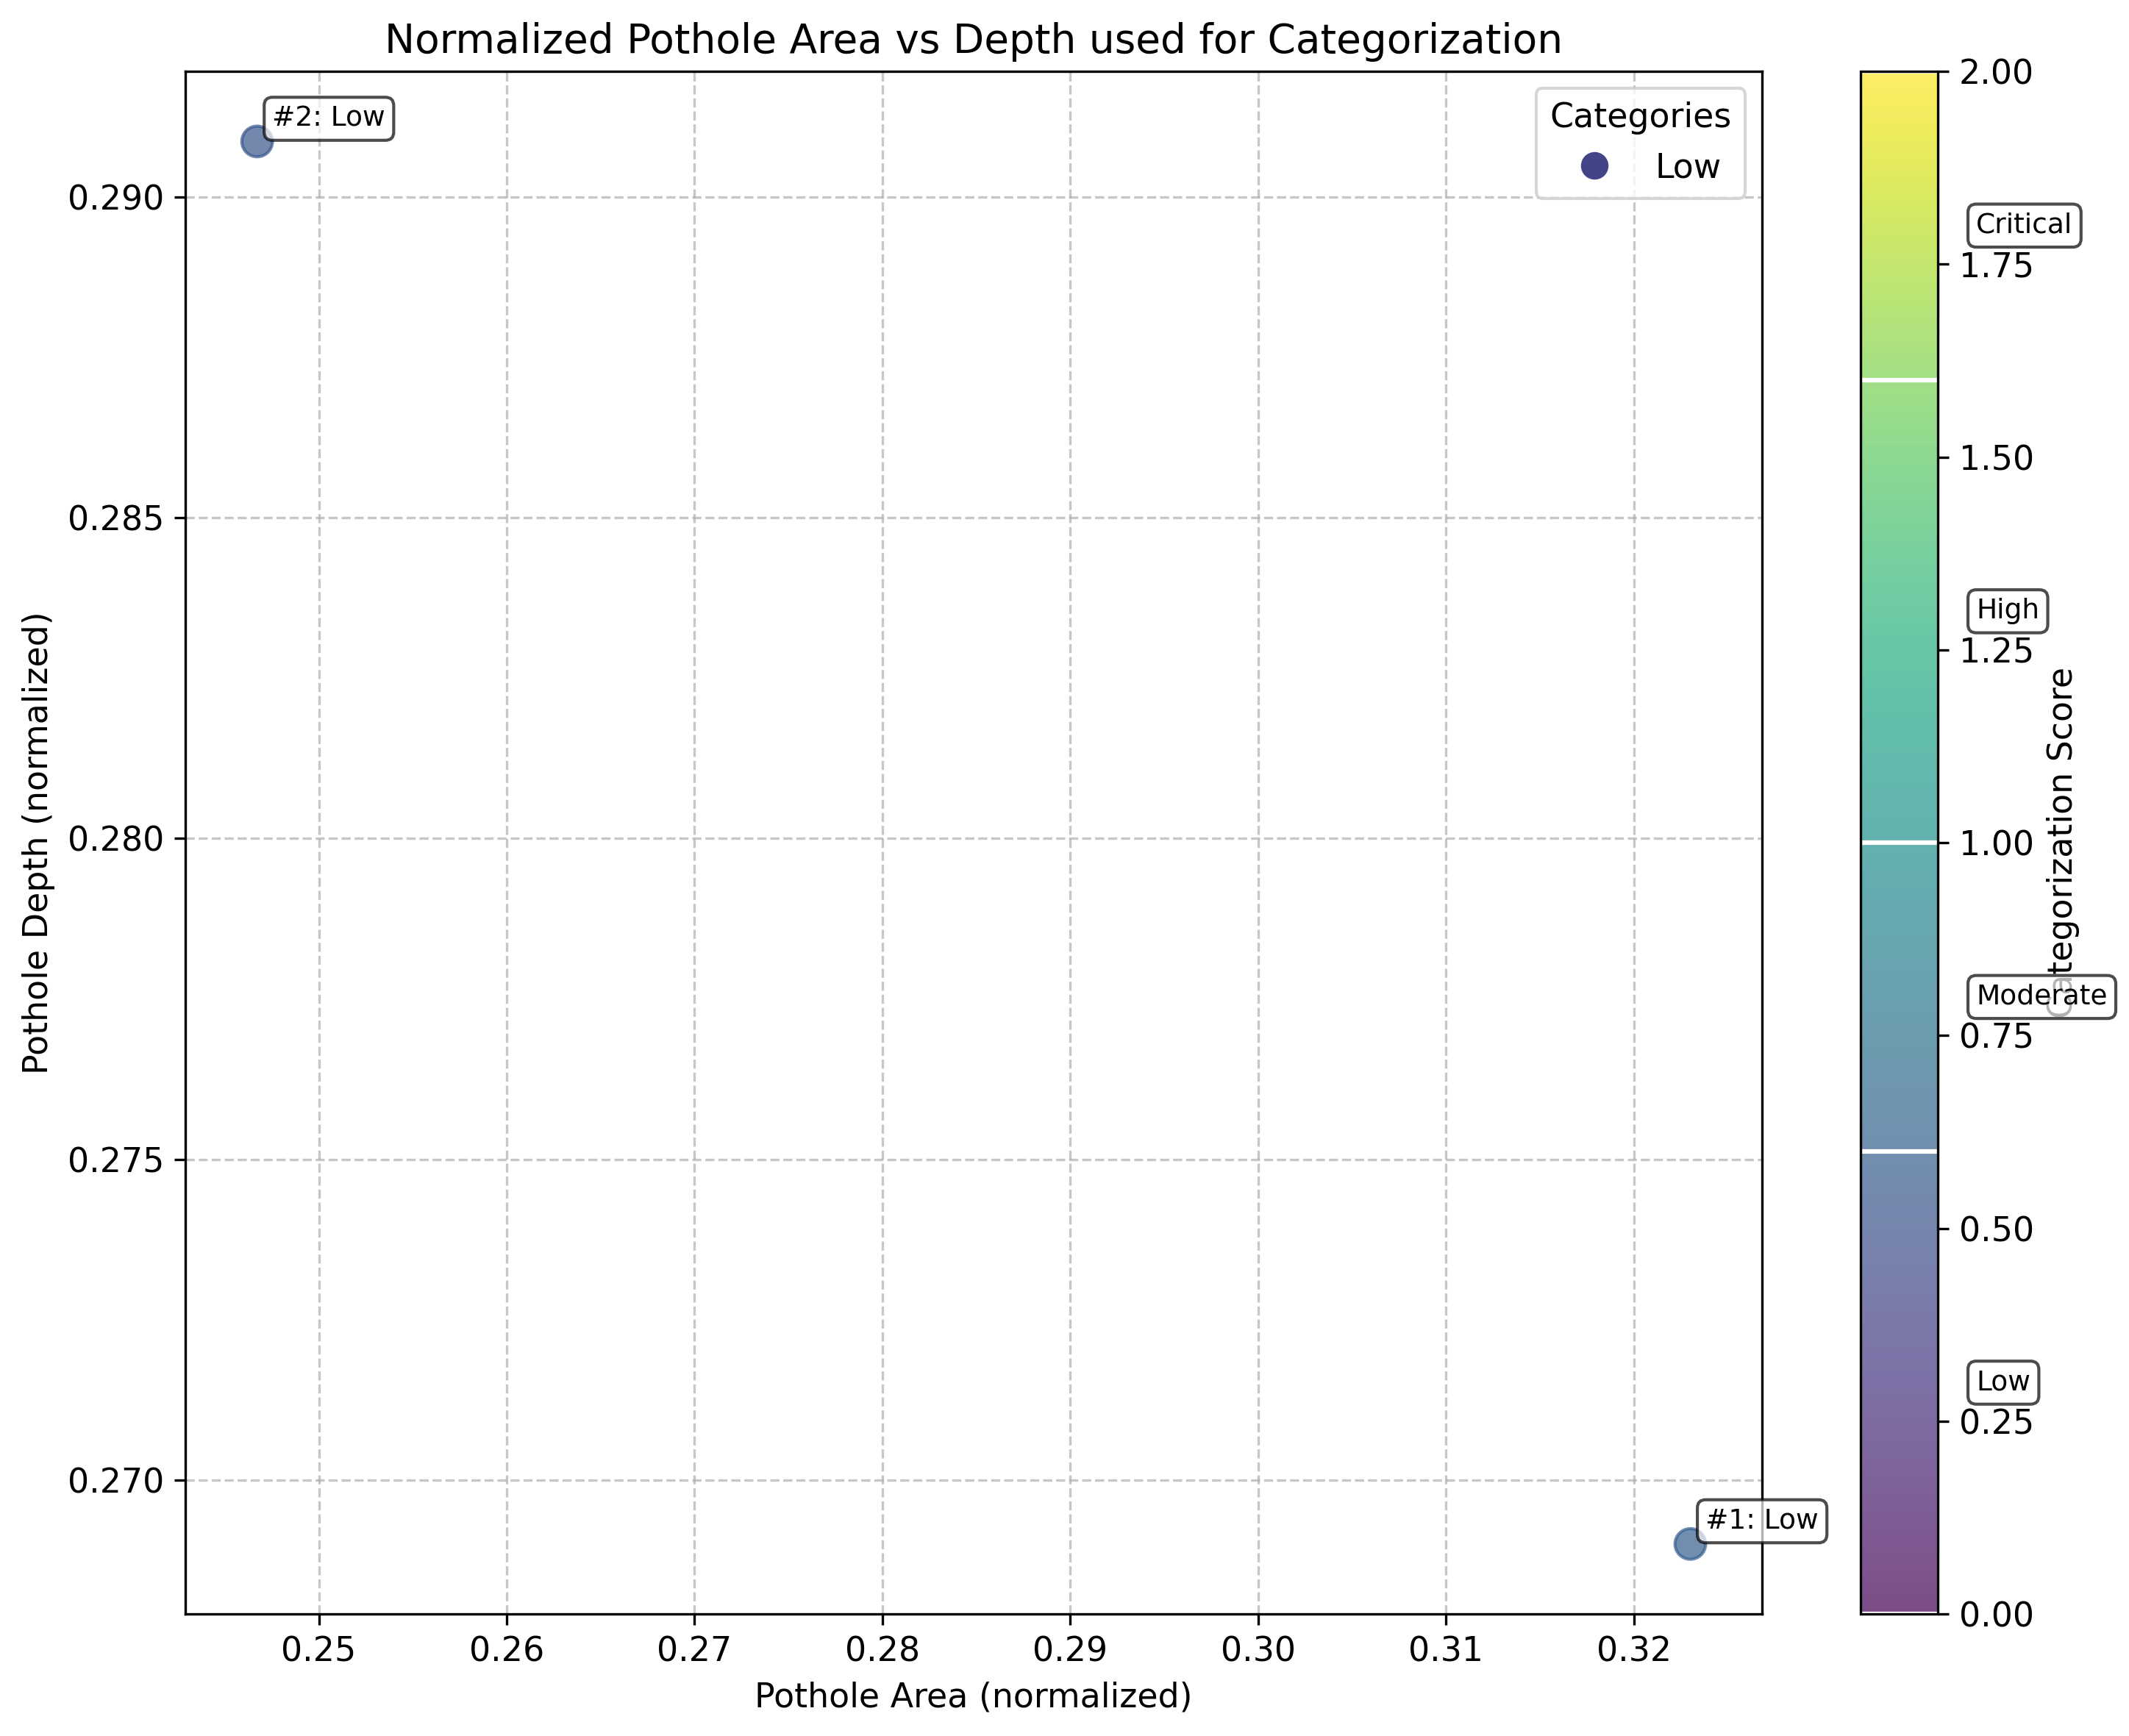 Normalized Pothole Area vs Depth used for Categorization
#2: Low
Categories
Low
0.290
0.285
0.280
0.275
0.270
Pothole Depth (normalized)
#1: Low
0.25
0.26
0.27
0.28
0.29
0.30
0.31
0.32
Pothole Area (normalized)
2.00
Critical
1.75
1.50
High
1.25
1.00
Moderate
0.75
0.50
Low
0.25
0.00
Categorization Score